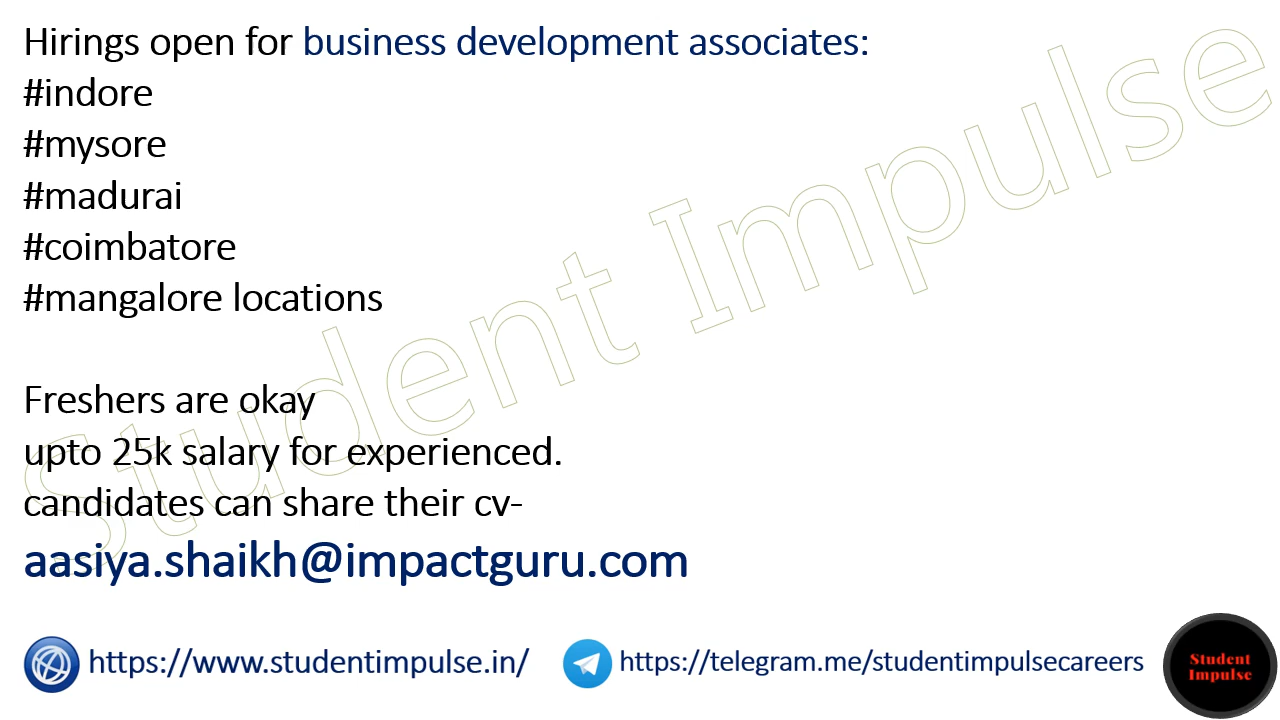 Hirings open for business development associates:
#indore
#mysore
#madurai
#coimbatore
#mangalore locations
Freshers are okay
upto 25k salary for experienced.
candidates can share their cv-
aasiya.shaikh@impactguru.com
https://www.studentimpulse.in/
https://telegram.me/studentimpulsecareers
Student
Impulse
Student Impulse